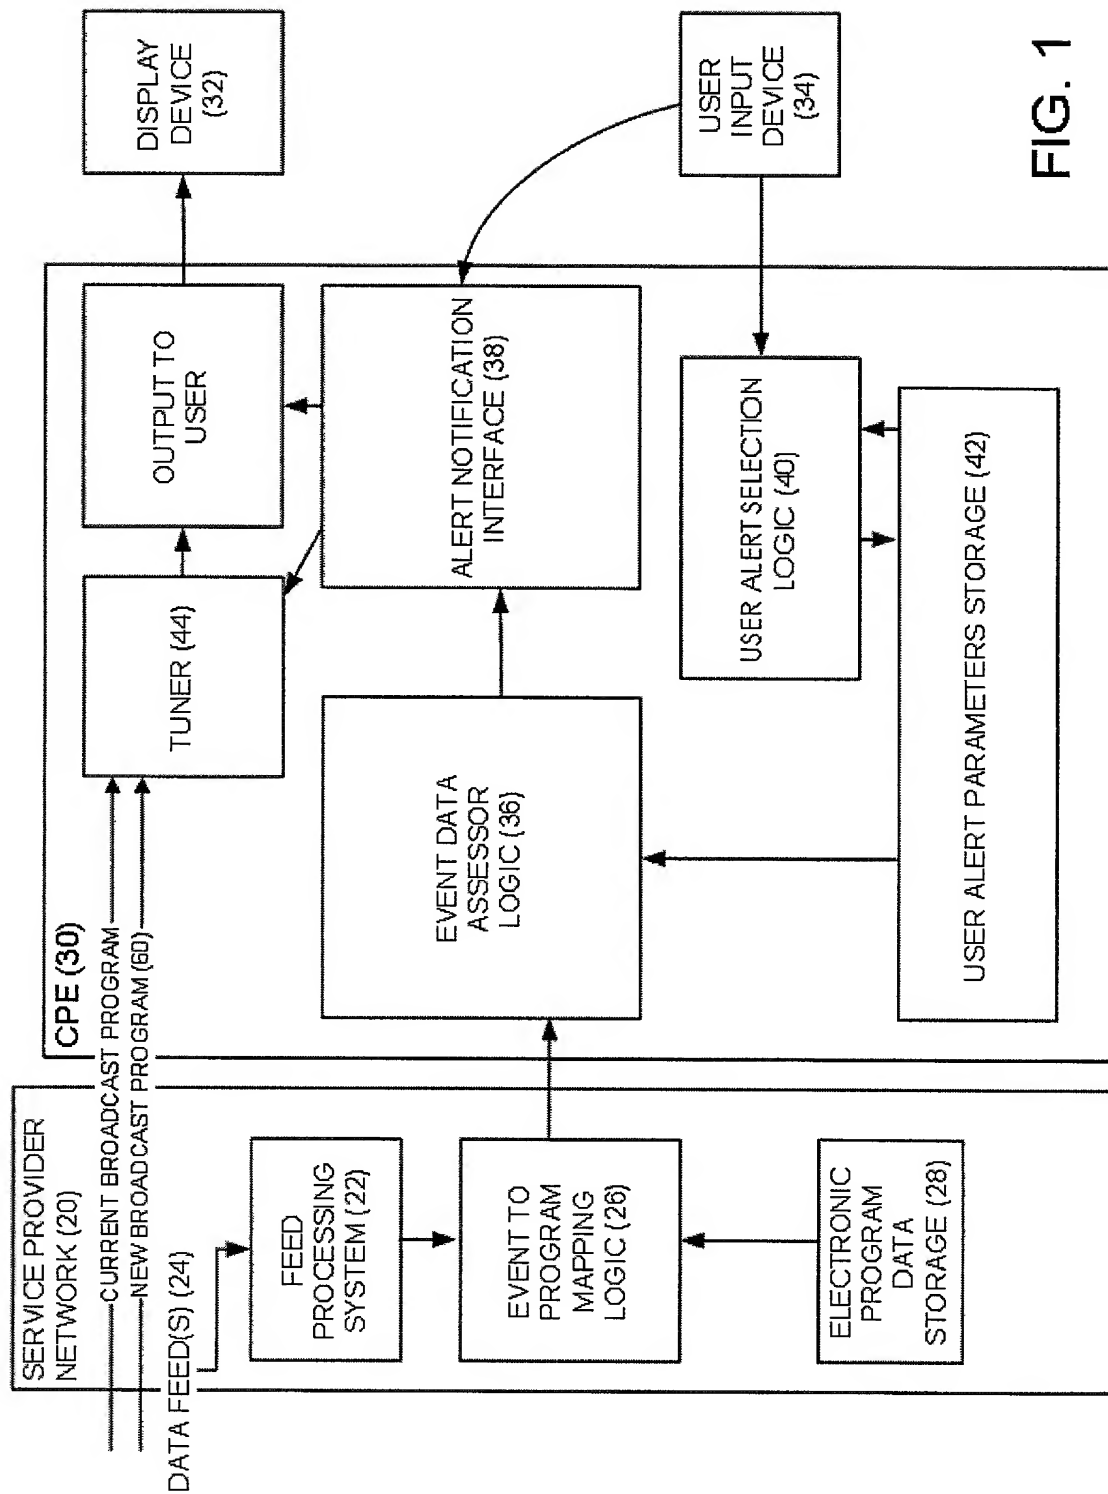 SERVICE PROVIDER
NETWORK (20)
CURRENT BROADCAST PROGRAM
NEW BROADCAST PROGRAM (60)
DATA FEED(S) (24)
FEED
PROCESSING
SYSTEM (22)
EVENT TO
PROGRAM
MAPPING
LOGIC (26)
ELECTRONIC
PROGRAM
DATA
STORAGE (28)
CPE (30)
TUNER (44)
OUTPUT TO
USER
DISPLAY
DEVICE
(32)
EVENT DATA
ASSESSOR
LOGIC (36)
ALERT NOTIFICATION
INTERFACE (38)
USER
INPUT
DEVICE
(34)
USER ALERT SELECTION
LOGIC (40)
USER ALERT PARAMETERS STORAGE (42)
FIG. 1